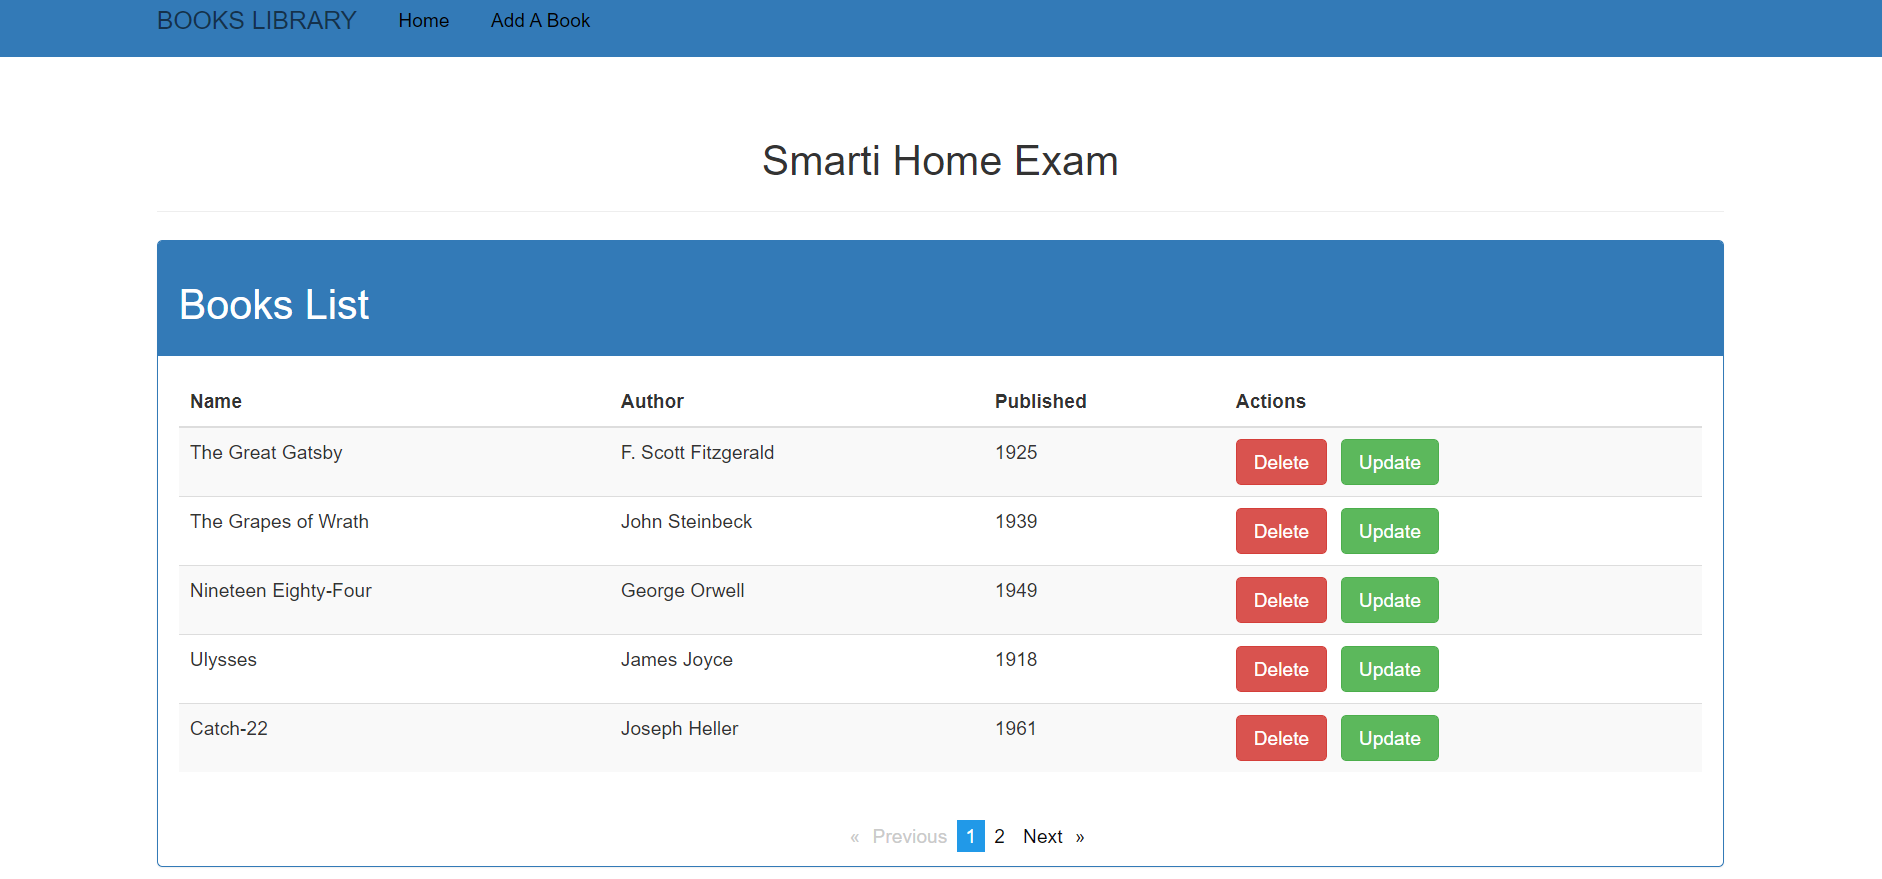 BOOKS LIBRARY Home Add A Book
Smarti Home Exam
Books List
Name Author Published Actions
The Great Gatsby F. Scott Fitzgerald 1925 Delete Update
The Grapes of Wrath John Steinbeck 1939 Delete Update
Nineteen Eighty-Four George Orwell 1949 Delete Update
Ulysses James Joyce 1918 Delete Update
Catch-22 Joseph Heller 1961 Delete Update
« Previous 1 2 Next »